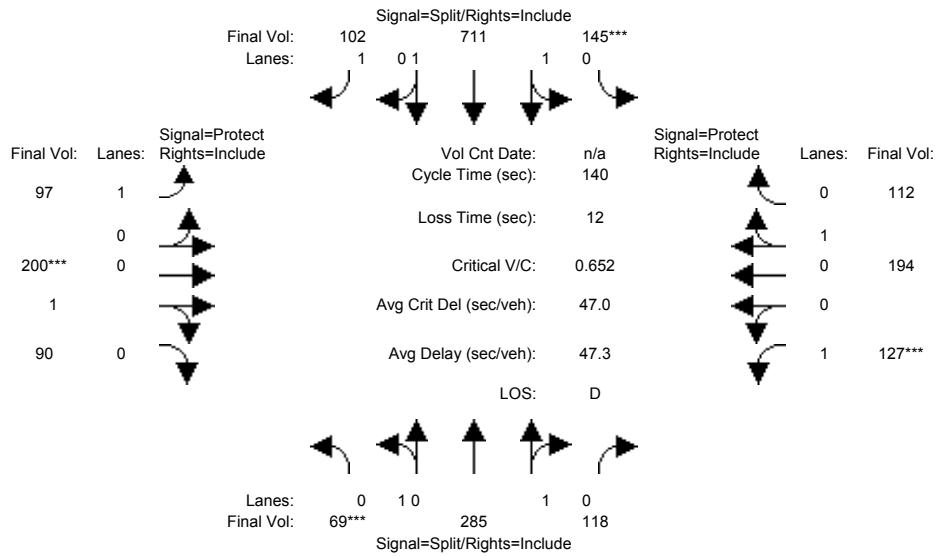 Signal=Split/Rights=Include
Final Vol: 102 711 145***
Lanes: 1 0 1 1 0
Signal=Protect Signal=Protect
Final Vol: Lanes: Rights=Include Vol Cnt Date: n/a Rights=Include Lanes: Final Vol:
Cycle Time (sec): 140
97 1 0 112
Loss Time (sec): 12
0 1
200*** 0 Critical V/C: 0.652 0 194
1 Avg Crit Del (sec/veh): 47.0 0
90 0 Avg Delay (sec/veh): 47.3 1 127***
LOS: D
Lanes: 0 1 0 1 0
Final Vol: 69*** 285 118
Signal=Split/Rights=Include